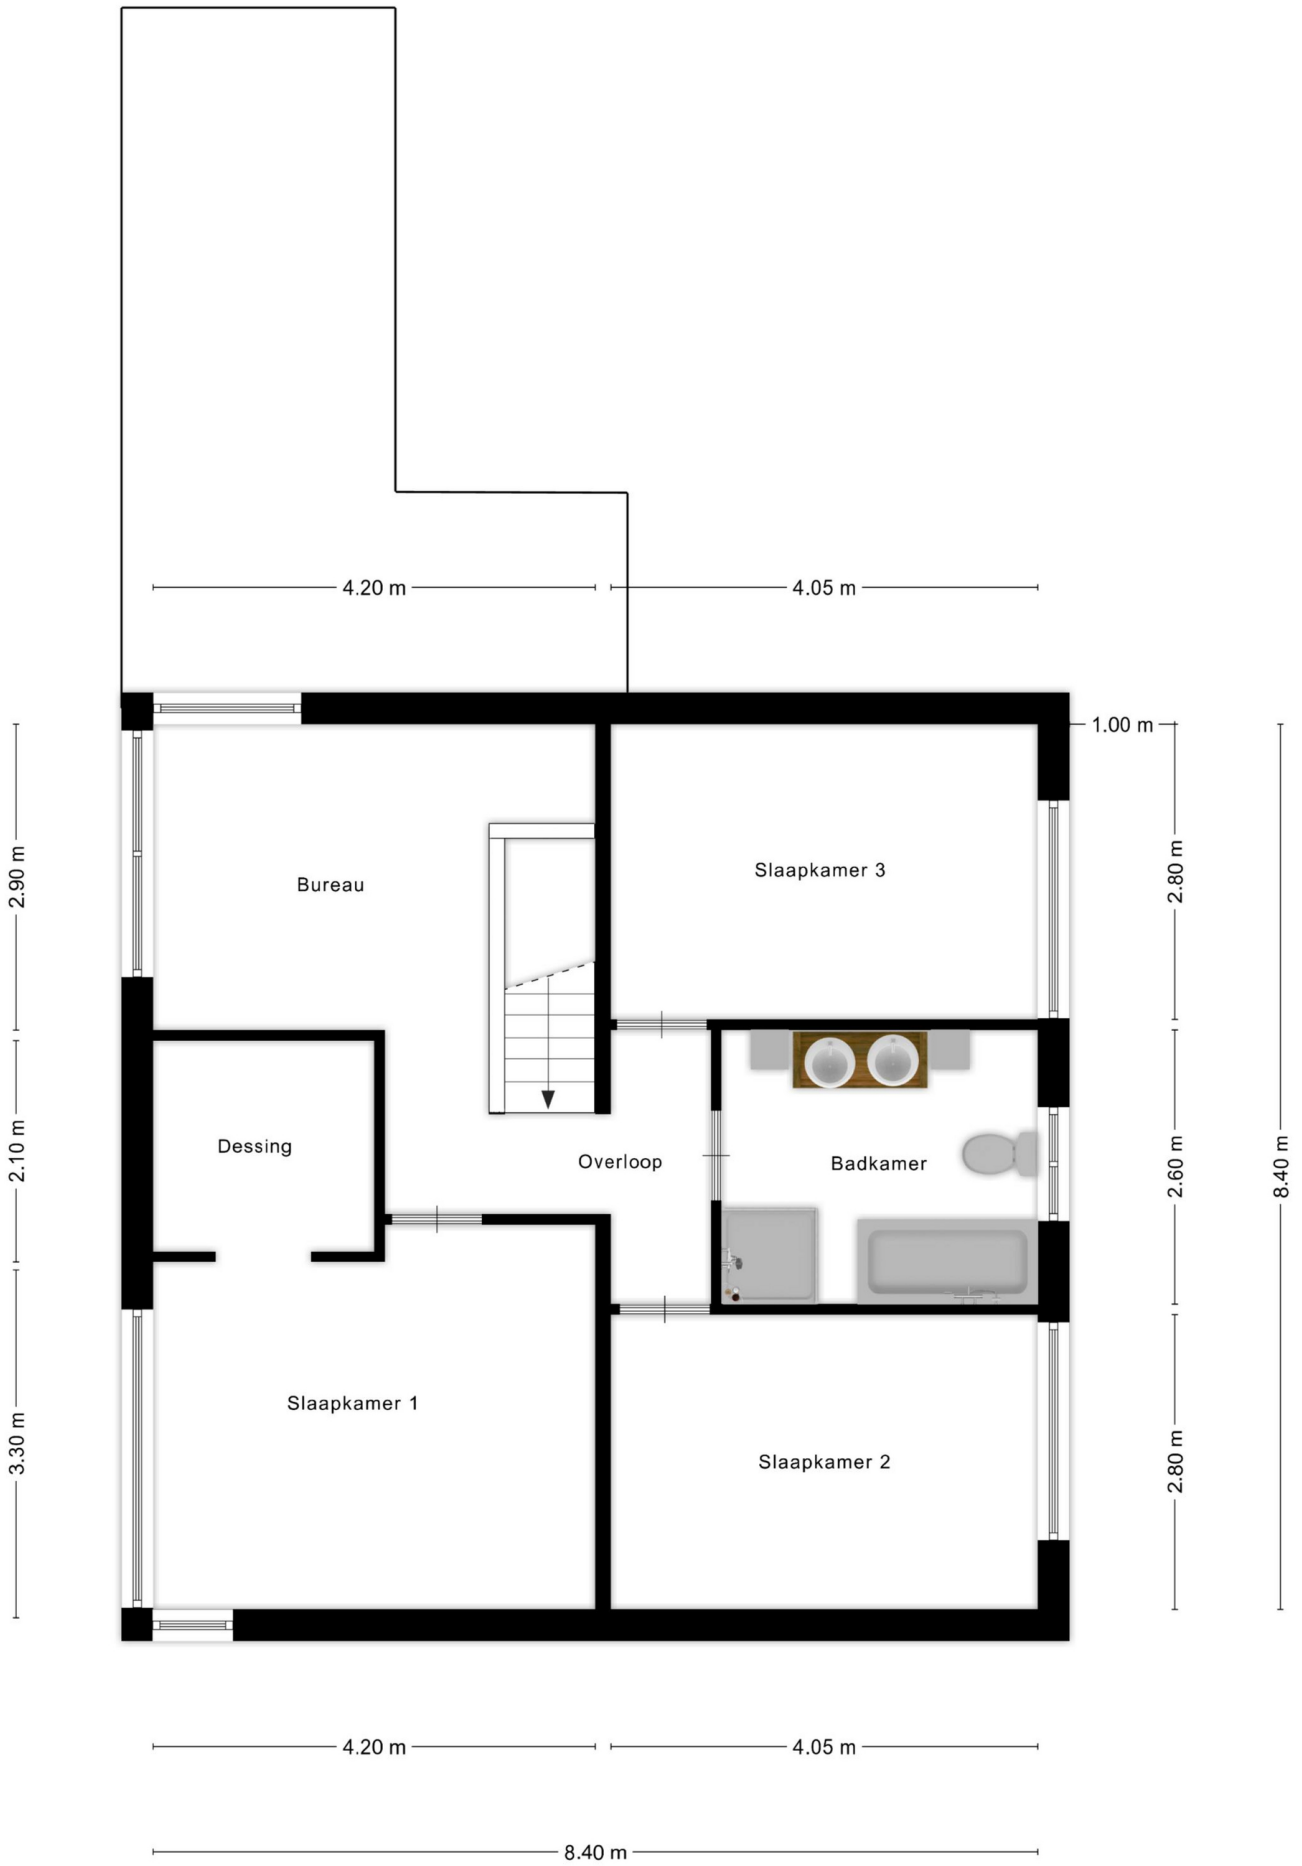 4.20 m
4.05 m
1.00 m
2.90 m
Bureau
Slaapkamer 3
2.80 m
2.10 m
Dessing
Overloop
Badkamer
2.60 m
8.40 m
3.30 m
Slaapkamer 1
Slaapkamer 2
2.80 m
4.20 m
4.05 m
8.40 m